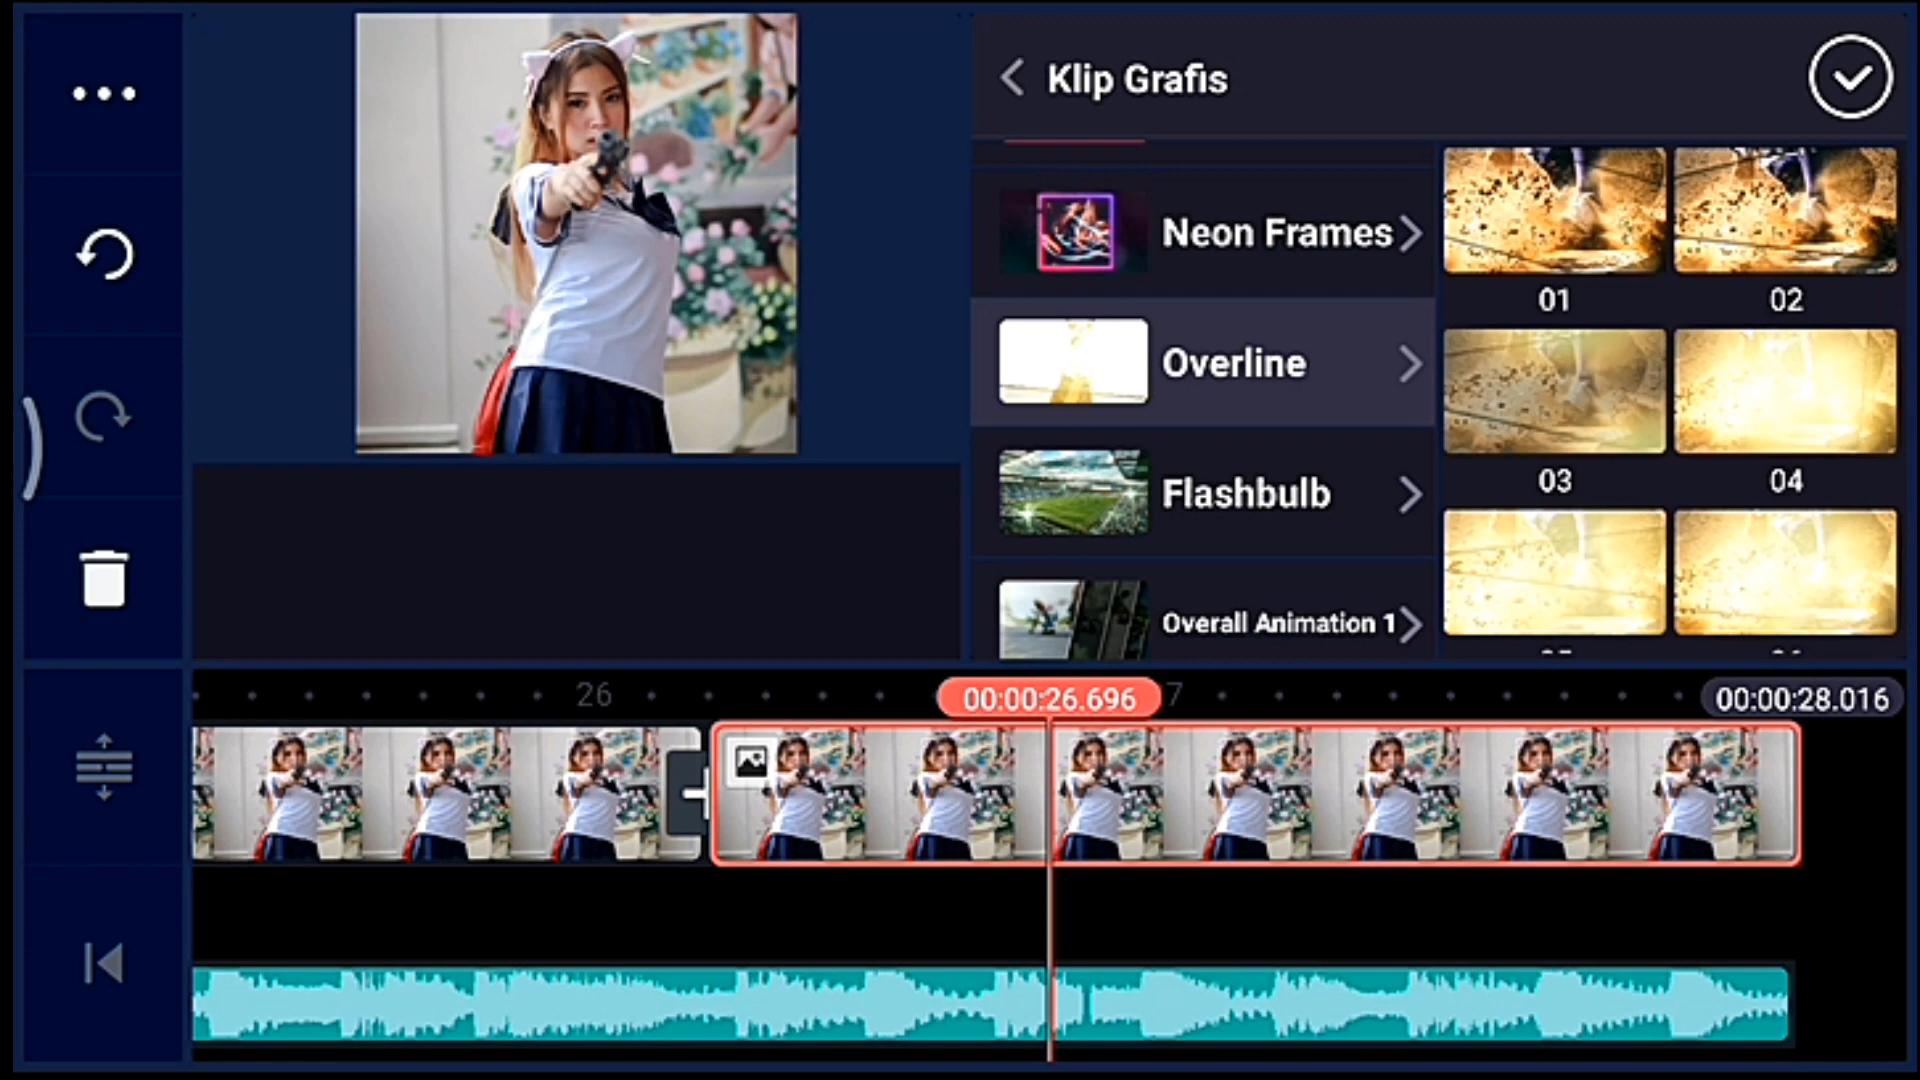 Klip Grafis
Neon Frames
Overline
Flashbulb
Overall Animation 1
01
02
03
04
26
00:00:26.696
7
00:00:28.016